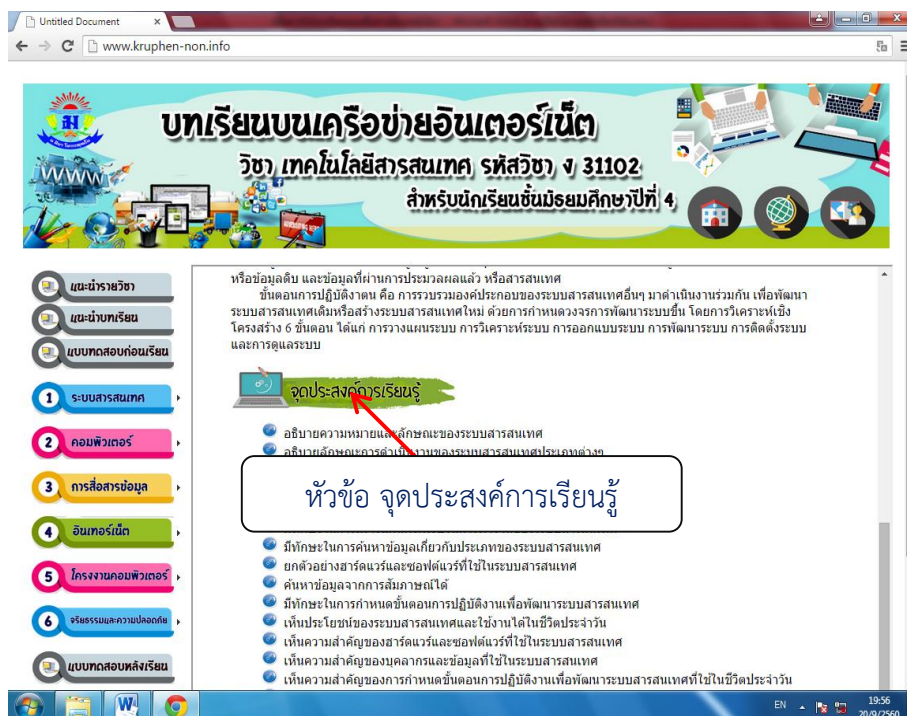 Untitled Document
www.kruphen-non.info
บทเรียนบนเครือข่ายอินเตอร์เน็ต
วิชา เทคโนโลยีสารสนเทศ รหัสวิชา ง 31102
สำหรับนักเรียนชั้นมัธยมศึกษาปีที่ 4
WWW
แนะนำรายวิชา
แนะนำบทเรียน
แบบทดสอบก่อนเรียน
1 ระบบสารสนเทศ
2 คอมพิวเตอร์
3 การสื่อสารข้อมูล
4 อินเทอร์เน็ต
5 โครงงานคอมพิวเตอร์
6 จริยธรรมและความปลอดภัย
แบบทดสอบหลังเรียน
หรือข้อมูลดิบ และข้อมูลที่ผ่านการประมวลผลแล้ว หรือสารสนเทศ
ขั้นตอนการปฏิบัติงาตน คือ การรวบรวมองค์ประกอบของระบบสารสนเทศอื่นๆ มาดำเนินงานร่วมกัน เพื่อพัฒนา
ระบบสารสนเทศเดิมหรือสร้างระบบสารสนเทศใหม่ ด้วยการกำหนดวงจรการพัฒนาระบบขึ้น โดยการวิเคราะห์เชิง
โครงสร้าง 6 ขั้นตอน ได้แก่ การวางแผนระบบ การวิเคราะห์ระบบ การออกแบบระบบ การพัฒนาระบบ การติดตั้งระบบ
และการดูแลระบบ
จุดประสงค์การเรียนรู้
อธิบายความหมายและลักษณะของระบบสารสนเทศ
อธิบายลักษณะการดำเนินงานของระบบสารสนเทศประเภทต่างๆ
หัวข้อ จุดประสงค์การเรียนรู้
มีทักษะในการค้นหาข้อมูลเกี่ยวกับประเภทของระบบสารสนเทศ
ยกตัวอย่างฮาร์ดแวร์และซอฟต์แวร์ที่ใช้ในระบบสารสนเทศ
ค้นหาข้อมูลจากการสัมภาษณ์ได้
มีทักษะในการกำหนดขั้นตอนการปฏิบัติงานเพื่อพัฒนาระบบสารสนเทศ
เห็นประโยชน์ของระบบสารสนเทศและใช้งานได้ในชีวิตประจำวัน
เห็นความสำคัญของฮาร์ดแวร์และซอฟต์แวร์ที่ใช้ในระบบสารสนเทศ
เห็นความสำคัญของบุคลากรและข้อมูลที่ใช้ในระบบสารสนเทศ
เห็นความสำคัญของการกำหนดขั้นตอนการปฏิบัติงานเพื่อพัฒนาระบบสารสนเทศที่ใช้ในชีวิตประจำวัน
EN
19:56
20/9/2560